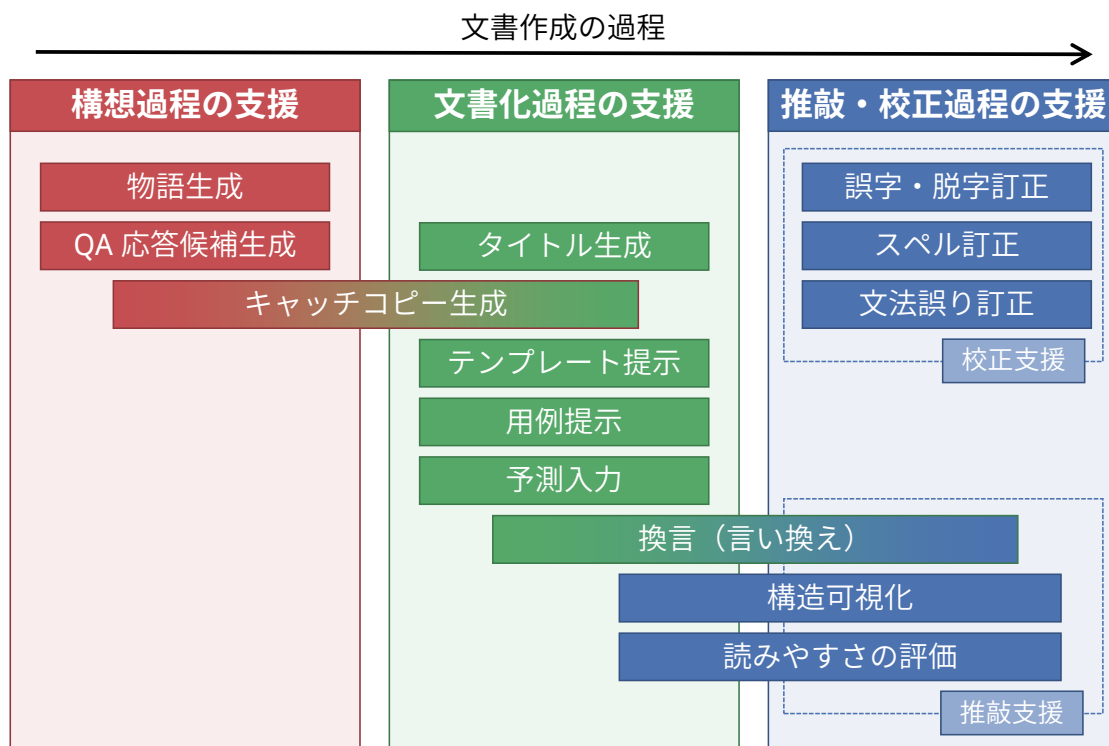 文書作成の過程
構想過程の支援
物語生成
QA 応答候補生成
キャッチコピー生成
文書化過程の支援
タイトル生成
テンプレート提示
用例提示
予測入力
換言（言い換え）
推敲・校正過程の支援
誤字・脱字訂正
スペル訂正
文法誤り訂正
校正支援
構造可視化
読みやすさの評価
推敲支援